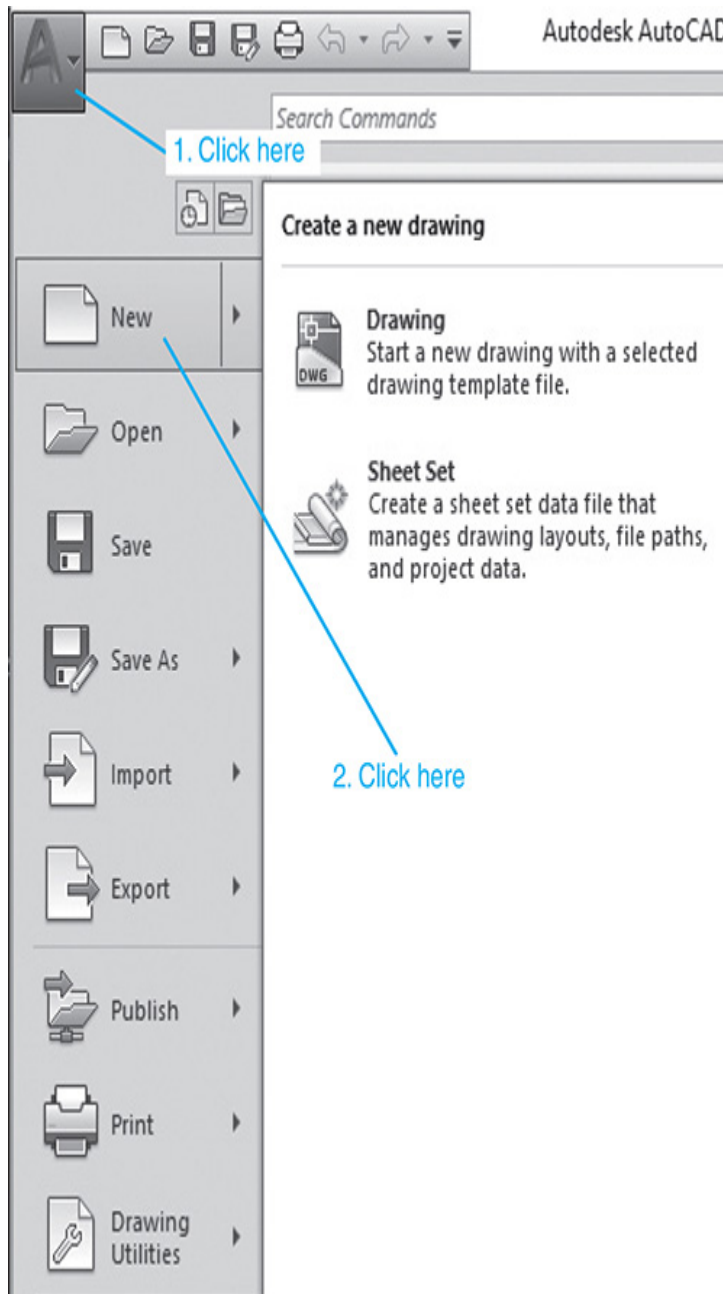 A
Autodesk AutoCAD
Search Commands
1. Click here
Create a new drawing
New
Drawing
Start a new drawing with a selected
drawing template file.
DWG
Open
Sheet Set
Create a sheet set data file that
manages drawing layouts, file paths,
and project data.
Save
Save As
2. Click here
Import
Export
Publish
Print
Drawing
Utilities